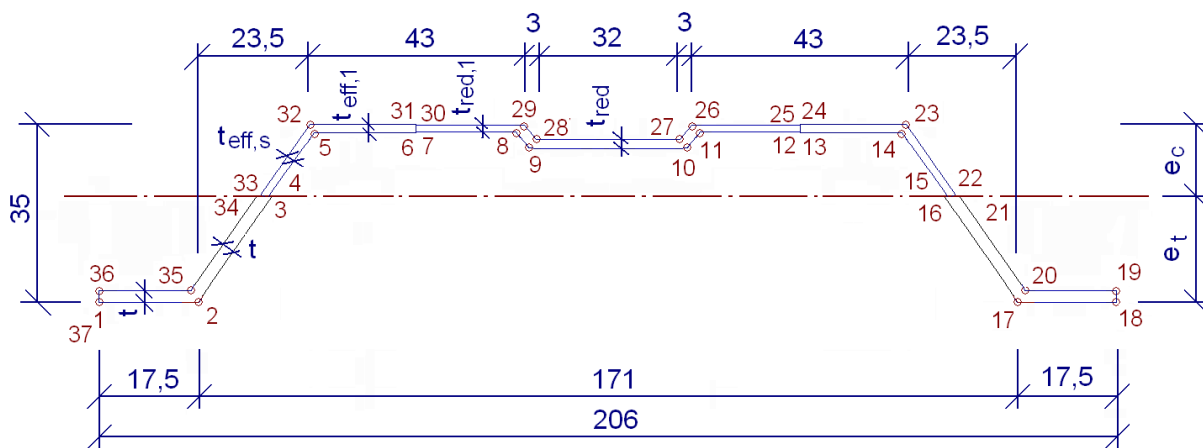 3 3
23,5 43 32 43 23,5
t eff,1
t red,1
t red
t eff,s
32 31 30 29 28 27 26 25 24 23
5 6 7 8 9 10 11 12 13 14
33 4 15 22
34 3 16 21
35
e c
e t
t
36 35 20 19
t
1 2 17 18
37
17,5 171 17,5
206